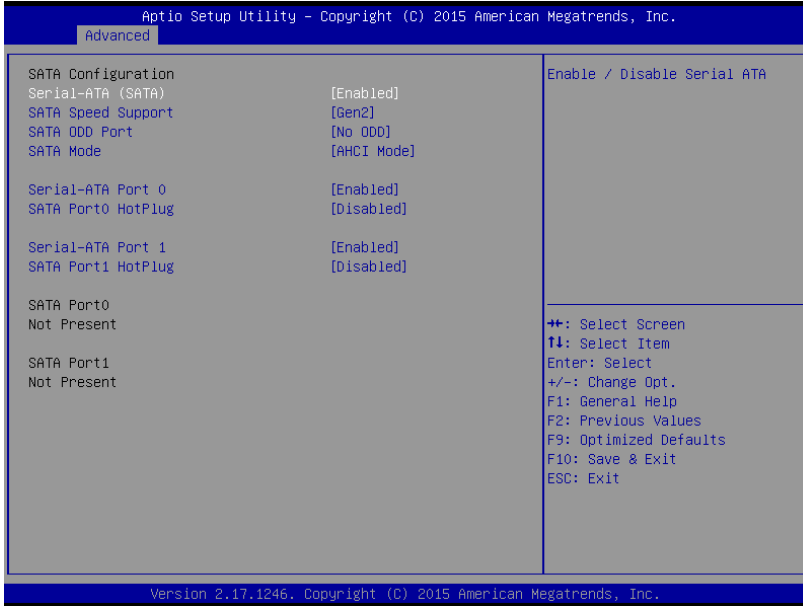 Aptio Setup Utility – Copyright (C) 2015 American Megatrends, Inc.
Advanced
SATA Configuration
Serial-ATA (SATA) [Enabled]
SATA Speed Support [Gen2]
SATA ODD Port [No ODD]
SATA Mode [AHCI Mode]
Serial-ATA Port 0 [Enabled]
SATA Port0 HotPlug [Disabled]
Serial-ATA Port 1 [Enabled]
SATA Port1 HotPlug [Disabled]
SATA Port0
Not Present
SATA Port1
Not Present
Enable / Disable Serial ATA
→←: Select Screen
↑↓: Select Item
Enter: Select
+/-: Change Opt.
F1: General Help
F2: Previous Values
F9: Optimized Defaults
F10: Save & Exit
ESC: Exit
Version 2.17.1246. Copyright (C) 2015 American Megatrends, Inc.